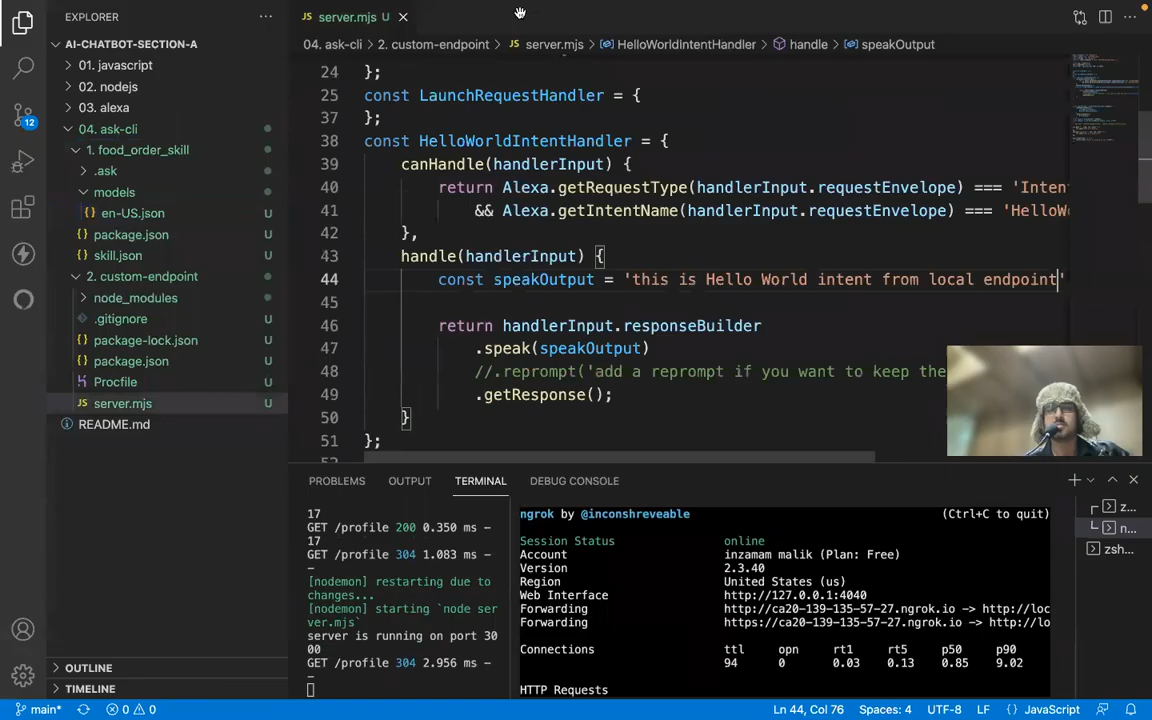 EXPLORER
AI-CHATBOT-SECTION-A
01. javascript
02. nodejs
03. alexa
04. ask-cli
1. food_order_skill
.ask
models
{} en-US.json U
{} package.json U
{} skill.json U
2. custom-endpoint
node_modules
.gitignore U
{} package-lock.json U
{} package.json U
Procfile U
JS server.mjs U
README.md
OUTLINE
TIMELINE
12
JS server.mjs U
04. ask-cli > 2. custom-endpoint > JS server.mjs > HelloWorldIntentHandler > handle > speakOutput
24 };
25 const LaunchRequestHandler = {
37 };
38 const HelloWorldIntentHandler = {
39 canHandle(handlerInput) {
40 return Alexa.getRequestType(handlerInput.requestEnvelope) === 'Intent
41 && Alexa.getIntentName(handlerInput.requestEnvelope) === 'HelloWo
42 },
43 handle(handlerInput) {
44 const speakOutput = 'this is Hello World intent from local endpoint'
45
46 return handlerInput.responseBuilder
47 .speak(speakOutput)
48 //.reprompt('add a reprompt if you want to keep the
49 .getResponse();
50 }
51 };
PROBLEMS OUTPUT TERMINAL DEBUG CONSOLE
17
GET /profile 200 0.350 ms -
17
GET /profile 304 1.083 ms -
-
[nodemon] restarting due to
changes...
[nodemon] starting `node ser
ver.mjs`
server is running on port 30
00
GET /profile 304 2.956 ms -
-
ngrok by @inconshreveable (Ctrl+C to quit)
Session Status online
Account inzamam malik (Plan: Free)
Version 2.3.40
Region United States (us)
Web Interface http://127.0.0.1:4040
Forwarding http://ca20-139-135-57-27.ngrok.io -> http://loc
Forwarding https://ca20-139-135-57-27.ngrok.io -> http://lo
Connections ttl opn rt1 rt5 p50 p90
94 0 0.03 0.13 0.85 9.02
HTTP Requests
z...
n...
zsh...
main* 0 0 Ln 44, Col 76 Spaces: 4 UTF-8 LF {} JavaScript